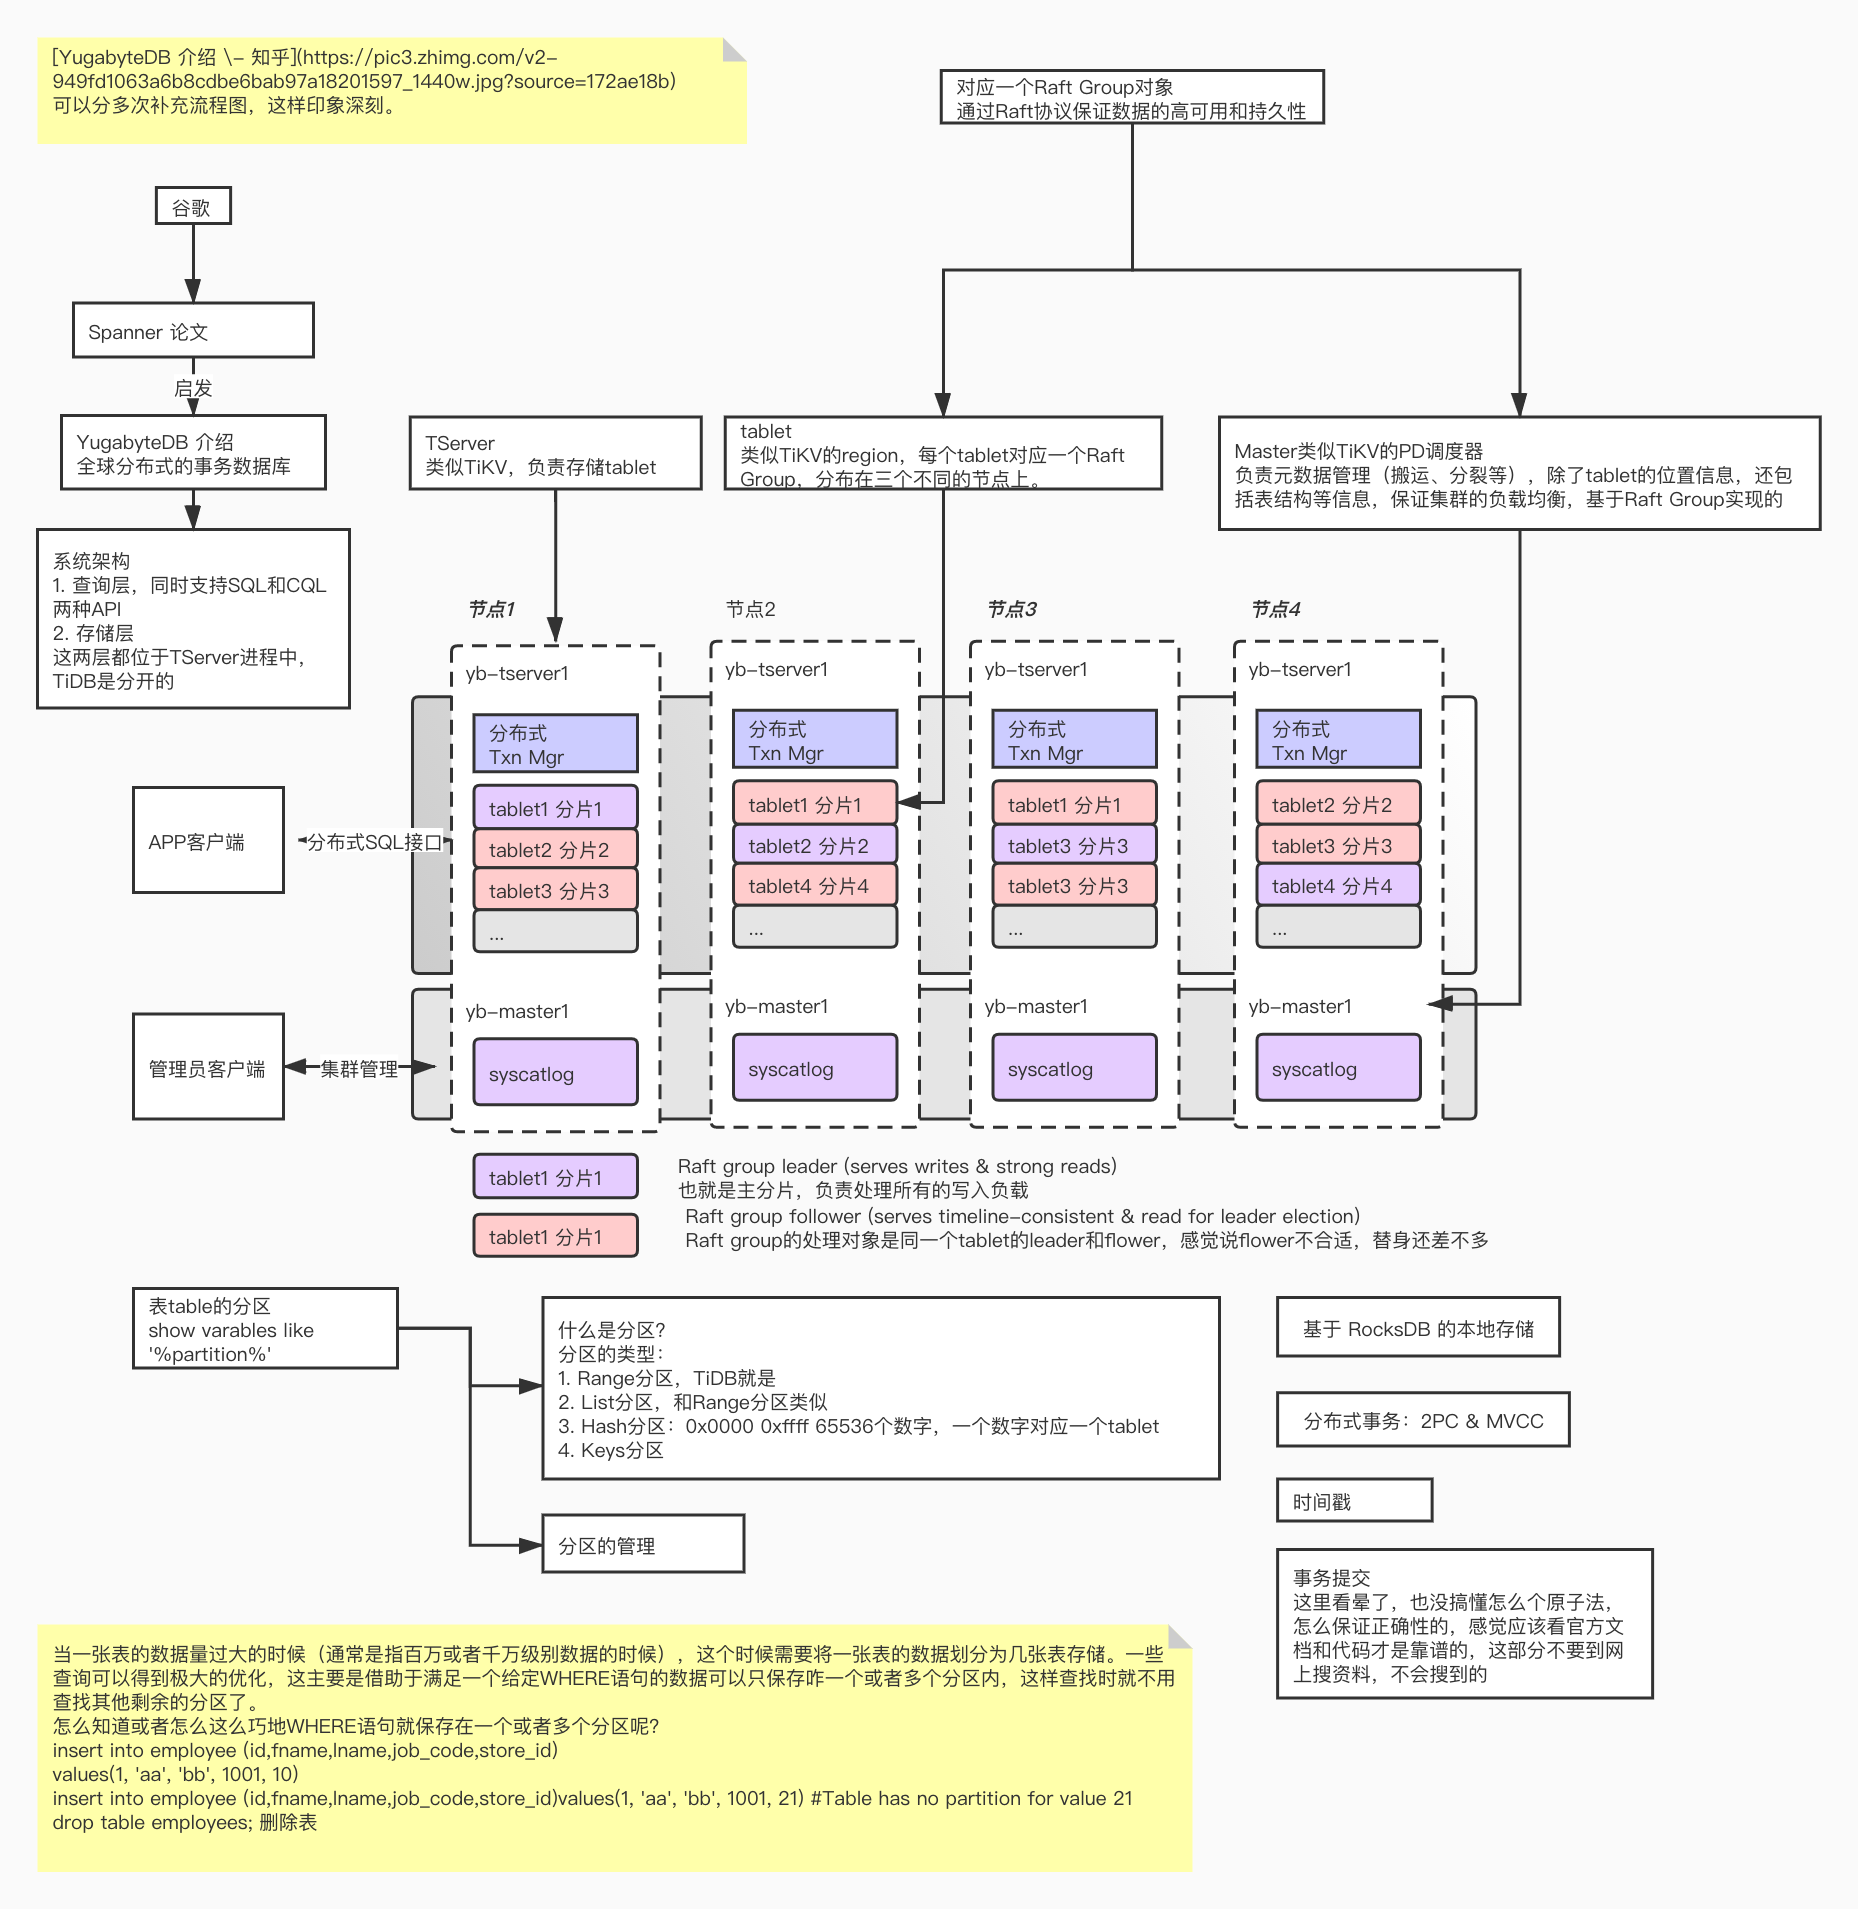 [YugabyteDB 介绍 \- 知乎](https://pic3.zhimg.com/v2-
949fd1063a6b8cdbe6bab97a18201597_1440w.jpg?source=172ae18b)
可以分多次补充流程图，这样印象深刻。
对应一个Raft Group对象
通过Raft协议保证数据的高可用和持久性
谷歌
Spanner 论文
启发
YugabyteDB 介绍
全球分布式的事务数据库
TServer
类似TiKV，负责存储tablet
tablet
类似TiKV的region，每个tablet对应一个Raft
Group，分布在三个不同的节点上。
Master类似TiKV的PD调度器
负责元数据管理（搬运、分裂等），除了tablet的位置信息，还包
括表结构等信息，保证集群的负载均衡，基于Raft Group实现的
系统架构
1. 查询层，同时支持SQL和CQL
两种API
2. 存储层
这两层都位于TServer进程中，
TiDB是分开的
节点1
yb-tserver1
分布式
Txn Mgr
tablet1 分片1
tablet2 分片2
tablet3 分片3
...
yb-master1
syscatlog
节点2
yb-tserver1
分布式
Txn Mgr
tablet1 分片1
tablet2 分片2
tablet4 分片4
...
yb-master1
syscatlog
节点3
yb-tserver1
分布式
Txn Mgr
tablet1 分片1
tablet3 分片3
tablet3 分片3
...
yb-master1
syscatlog
节点4
yb-tserver1
分布式
Txn Mgr
tablet2 分片2
tablet3 分片3
tablet4 分片4
...
yb-master1
syscatlog
APP客户端
分布式SQL接口
管理员客户端
集群管理
tablet1 分片1
Raft group leader (serves writes & strong reads)
也就是主分片，负责处理所有的写入负载
tablet1 分片1
Raft group follower (serves timeline-consistent & read for leader election)
Raft group的处理对象是同一个tablet的leader和flower，感觉说flower不合适，替身还差不多
表table的分区
show varables like
'%partition%'
什么是分区?
分区的类型：
1. Range分区，TiDB就是
2. List分区，和Range分区类似
3. Hash分区：0x0000 0xffff 65536个数字，一个数字对应一个tablet
4. Keys分区
分区的管理
基于 RocksDB 的本地存储
分布式事务：2PC & MVCC
时间戳
事务提交
这里看晕了，也没搞懂怎么个原子法，
怎么保证正确性的，感觉应该看官方文
档和代码才是靠谱的，这部分不要到网
上搜资料，不会搜到的
当一张表的数据量过大的时候（通常是指百万或者千万级别数据的时候），这个时候需要将一张表的数据划分为几张表存储。一些
查询可以得到极大的优化，这主要是借助于满足一个给定WHERE语句的数据可以只保存咋一个或者多个分区内，这样查找时就不用
查找其他剩余的分区了。
怎么知道或者怎么这么巧地WHERE语句就保存在一个或者多个分区呢?
insert into employee (id,fname,lname,job_code,store_id)
values(1, 'aa', 'bb', 1001, 10)
insert into employee (id,fname,lname,job_code,store_id)values(1, 'aa', 'bb', 1001, 21) #Table has no partition for value 21
drop table employees; 删除表